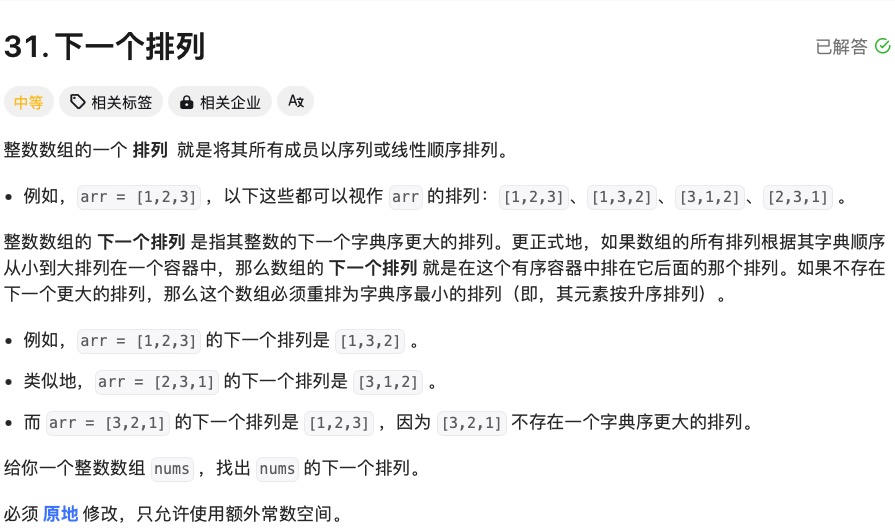 31. 下一个排列
已解答
中等
相关标签
相关企业
整数数组的一个 排列 就是将其所有成员以序列或线性顺序排列。
• 例如，arr = [1,2,3] ，以下这些都可以视作 arr 的排列：[1,2,3]、[1,3,2]、[3,1,2]、[2,3,1] 。
整数数组的 下一个排列 是指其整数的下一个字典序更大的排列。更正式地，如果数组的所有排列根据其字典顺序
从小到大排列在一个容器中，那么数组的 下一个排列 就是在这个有序容器中排在它后面的那个排列。如果不存在
下一个更大的排列，那么这个数组必须重排为字典序最小的排列（即，其元素按升序排列）。
• 例如，arr = [1,2,3] 的下一个排列是 [1,3,2] 。
• 类似地，arr = [2,3,1] 的下一个排列是 [3,1,2] 。
• 而 arr = [3,2,1] 的下一个排列是 [1,2,3] ，因为 [3,2,1] 不存在一个字典序更大的排列。
给你一个整数数组 nums ，找出 nums 的下一个排列。
必须 原地 修改，只允许使用额外常数空间。